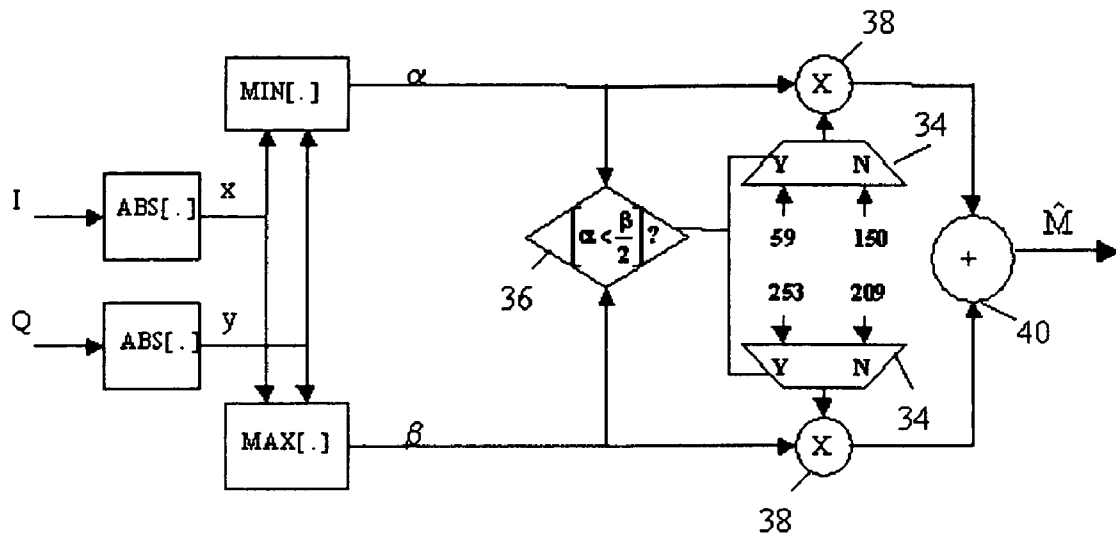 38
MIN[.]
α
X
34
Y N
I
ABS[.]
x
α < β/2 ?
59 150
M̂
+
36
253 209
40
Q
ABS[.]
y
Y N
34
MAX[.]
β
X
38